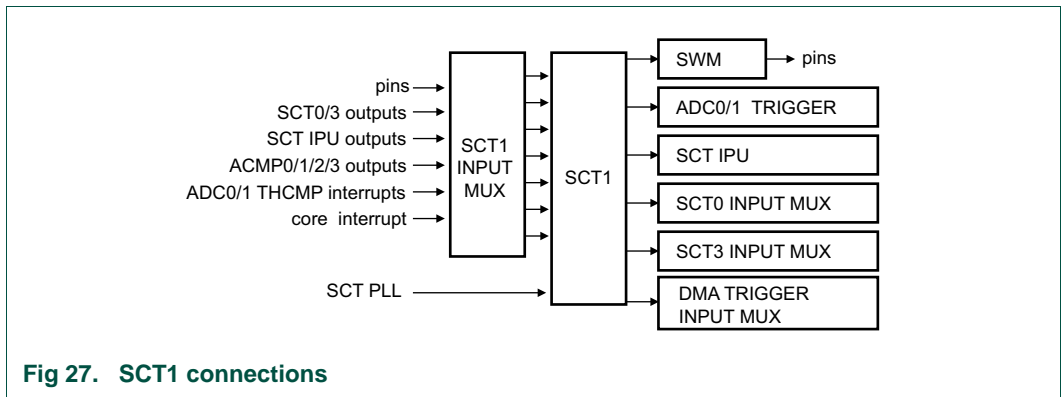 pins
SCT0/3 outputs
SCT IPU outputs
ACMP0/1/2/3 outputs
ADC0/1 THCMP interrupts
core interrupt
SCT PLL
SCT1
INPUT
MUX
SCT1
SWM
pins
ADC0/1 TRIGGER
SCT IPU
SCT0 INPUT MUX
SCT3 INPUT MUX
DMA TRIGGER
INPUT MUX
Fig 27. SCT1 connections